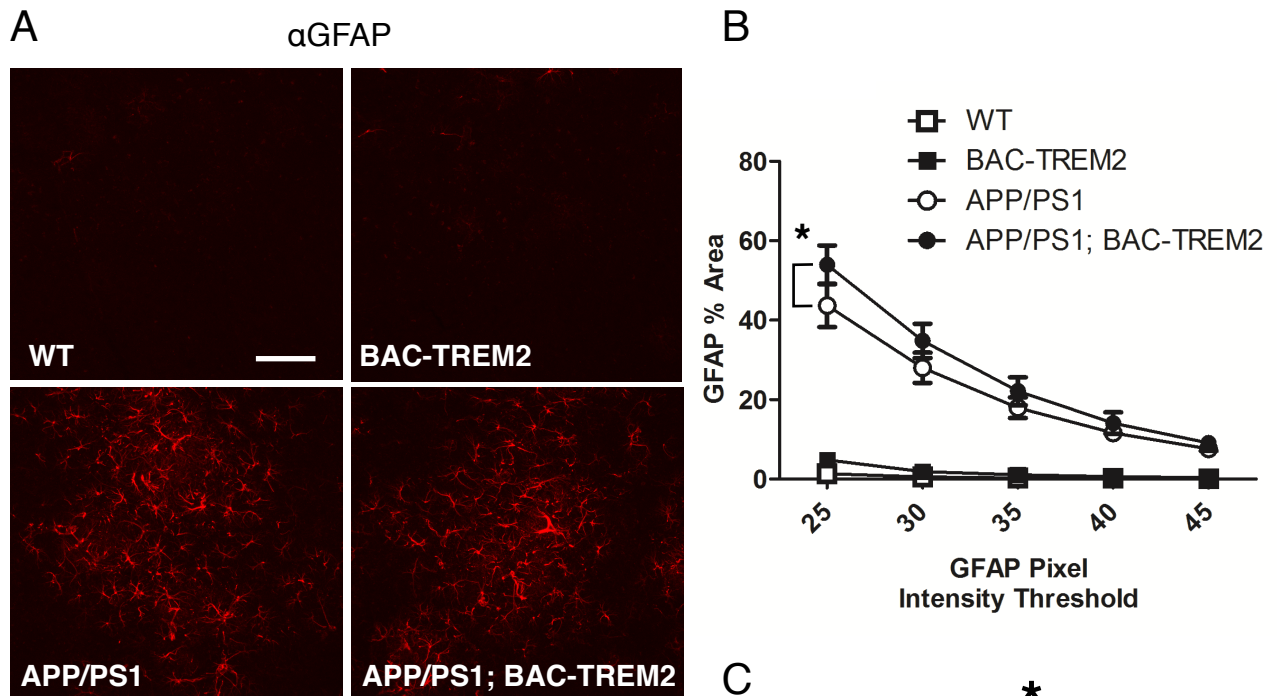 A
αGFAP
WT
BAC-TREM2
APP/PS1
APP/PS1; BAC-TREM2
B
WT
BAC-TREM2
APP/PS1
APP/PS1; BAC-TREM2
80
60
40
20
0
*
GFAP % Area
25 30 35 40 45
GFAP Pixel
Intensity Threshold
C
*